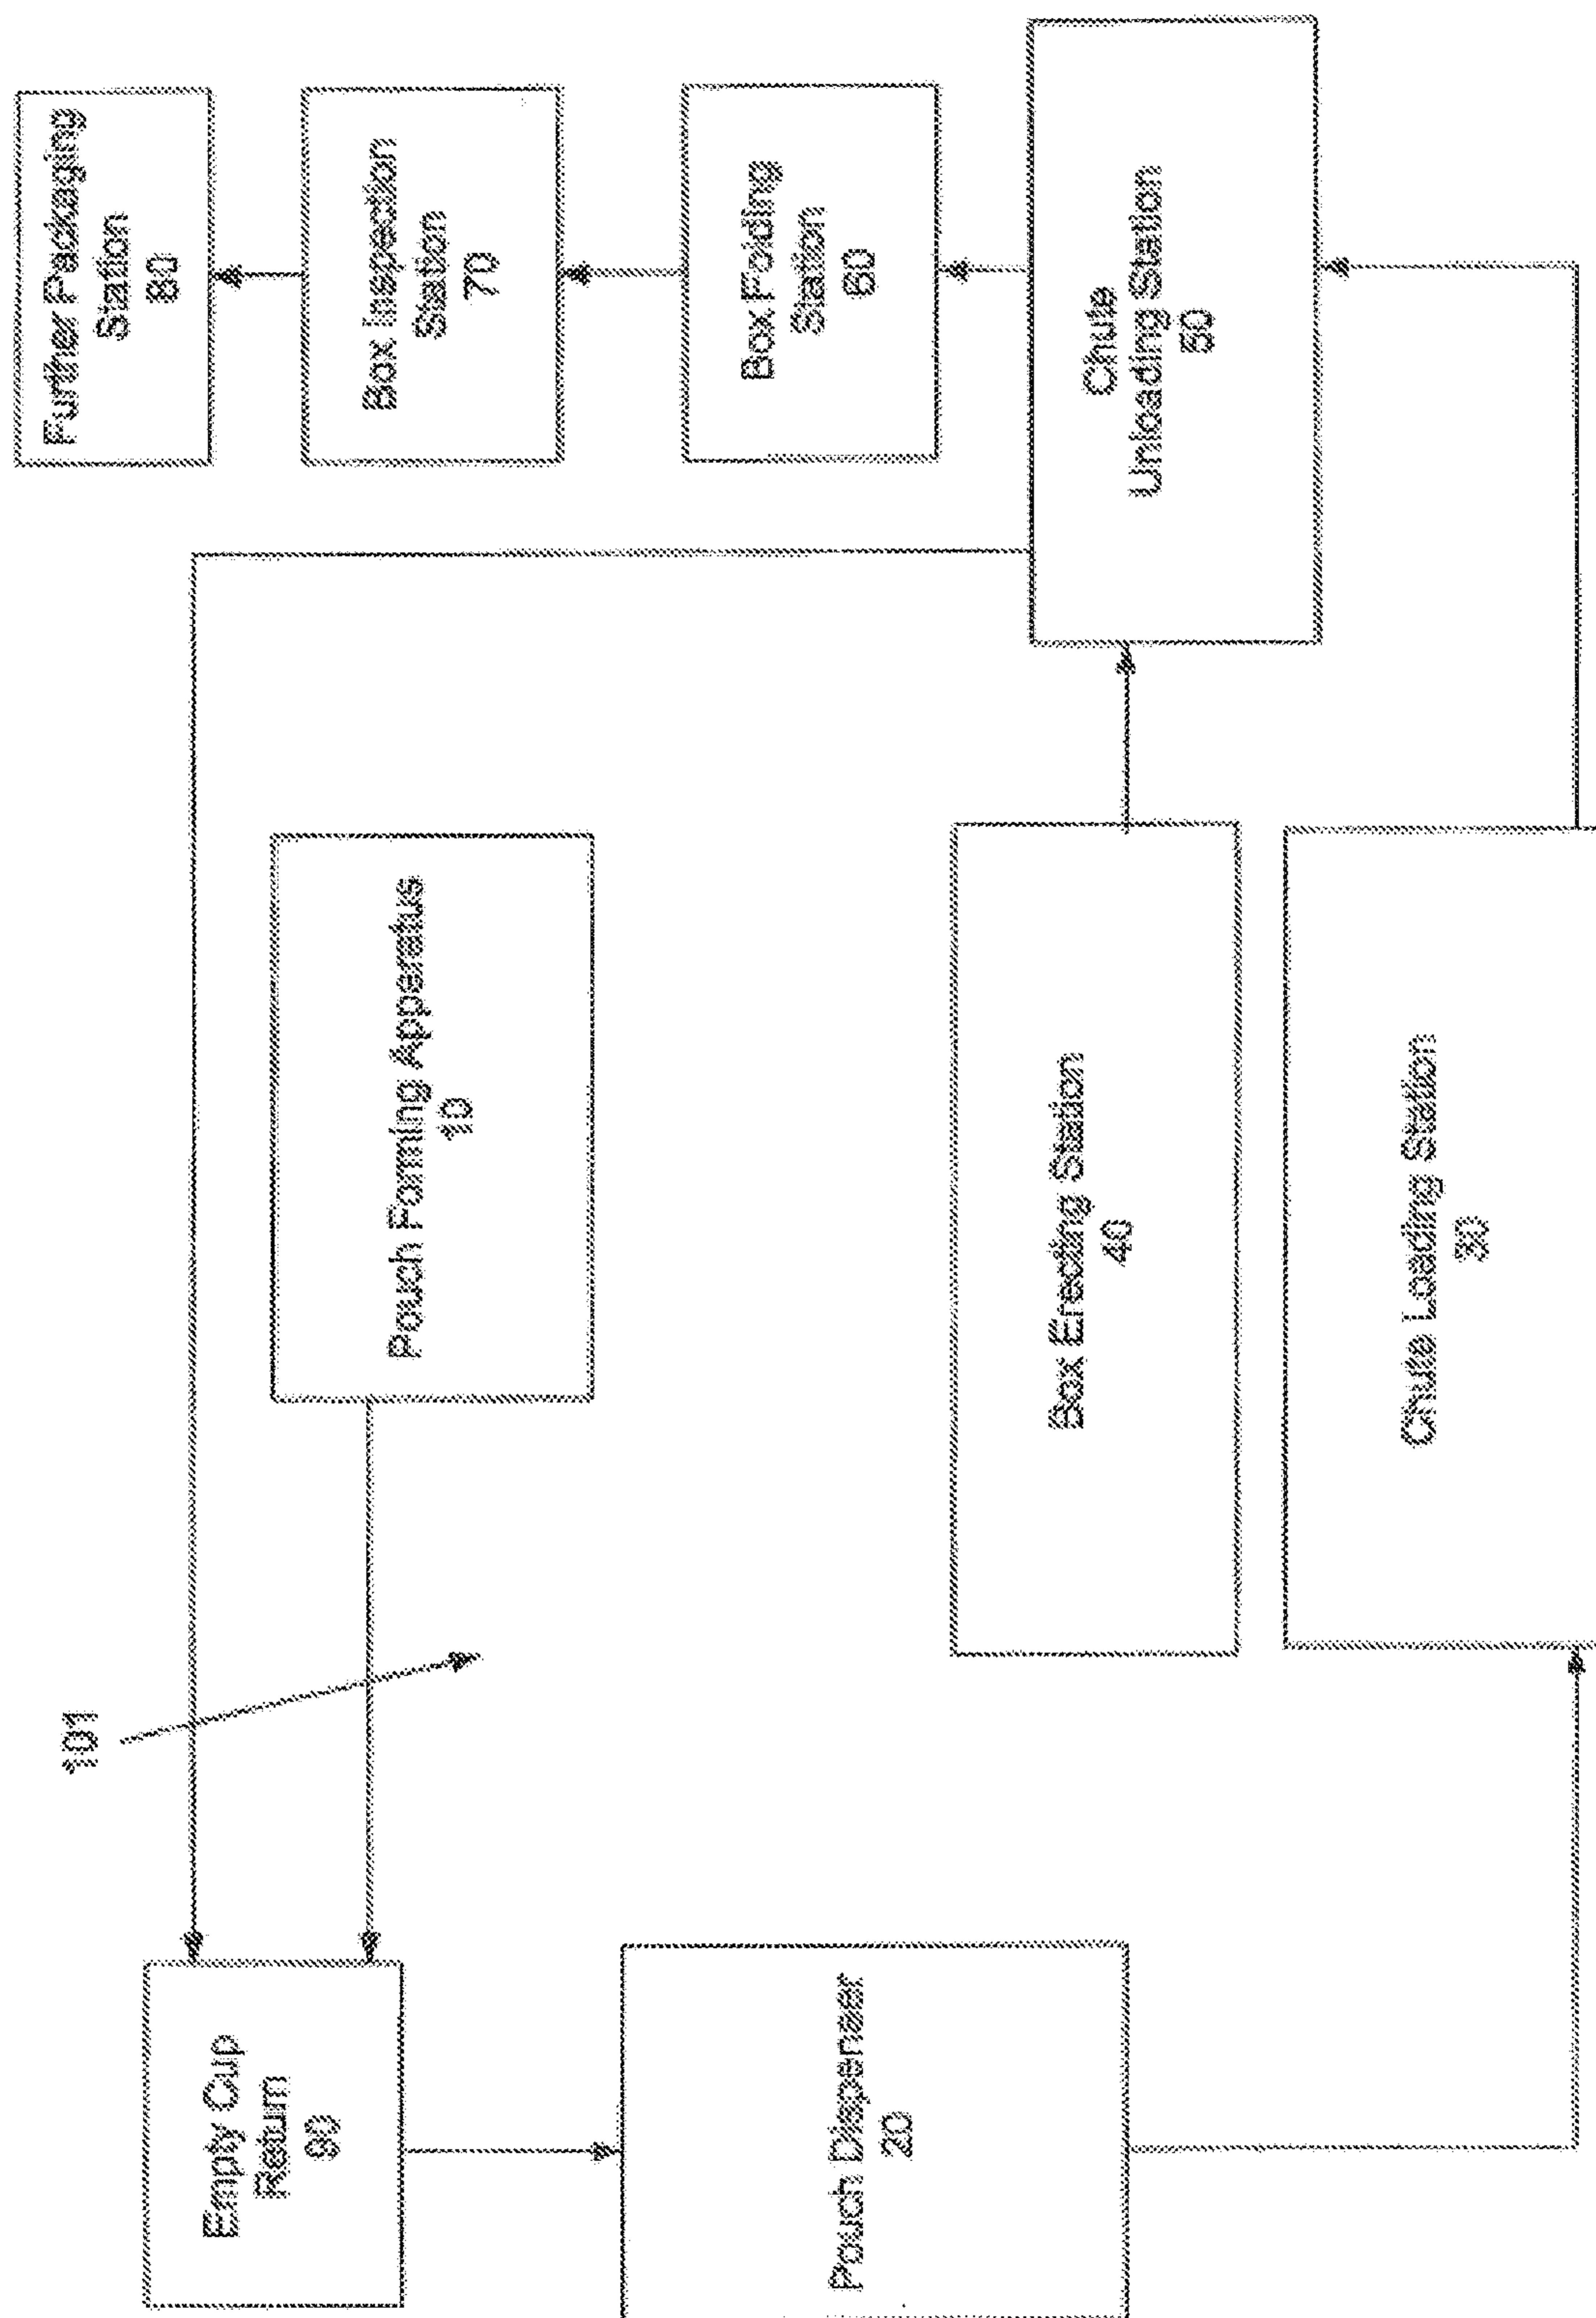 101
Empty Cup
Return
90
Pouch Forming Apparatus
10
Further Packaging
Station
80
Box Inspection
Station
70
Box Folding
Station
60
Chute
Unloading Station
50
Box Erecting Station
40
Chute Loading Station
30
Pouch Dispenser
20